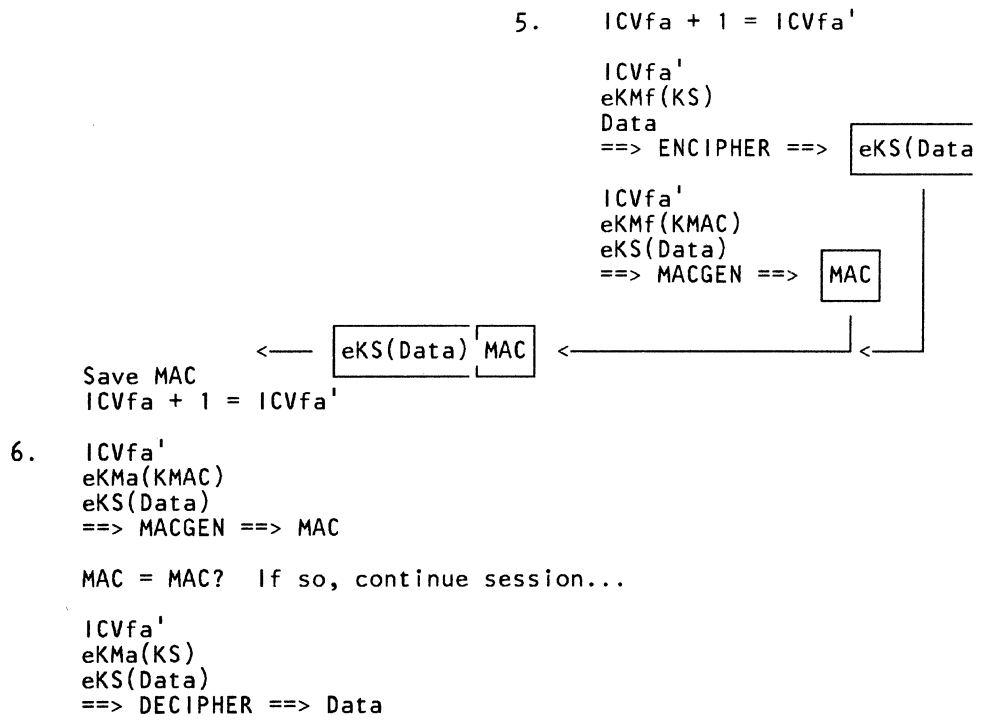 5. ICVfa + 1 = ICVfa'
ICVfa'
eKMf(KS)
Data
==> ENCIPHER ==> eKS(Data
ICVfa'
eKMf(KMAC)
eKS(Data)
==> MACGEN ==> MAC
<— eKS(Data) MAC <— <—
Save MAC
ICVfa + 1 = ICVfa'
6. ICVfa'
eKMa(KMAC)
eKS(Data)
==> MACGEN ==> MAC
MAC = MAC? If so, continue session...
ICVfa'
eKMa(KS)
eKS(Data)
==> DECIPHER ==> Data